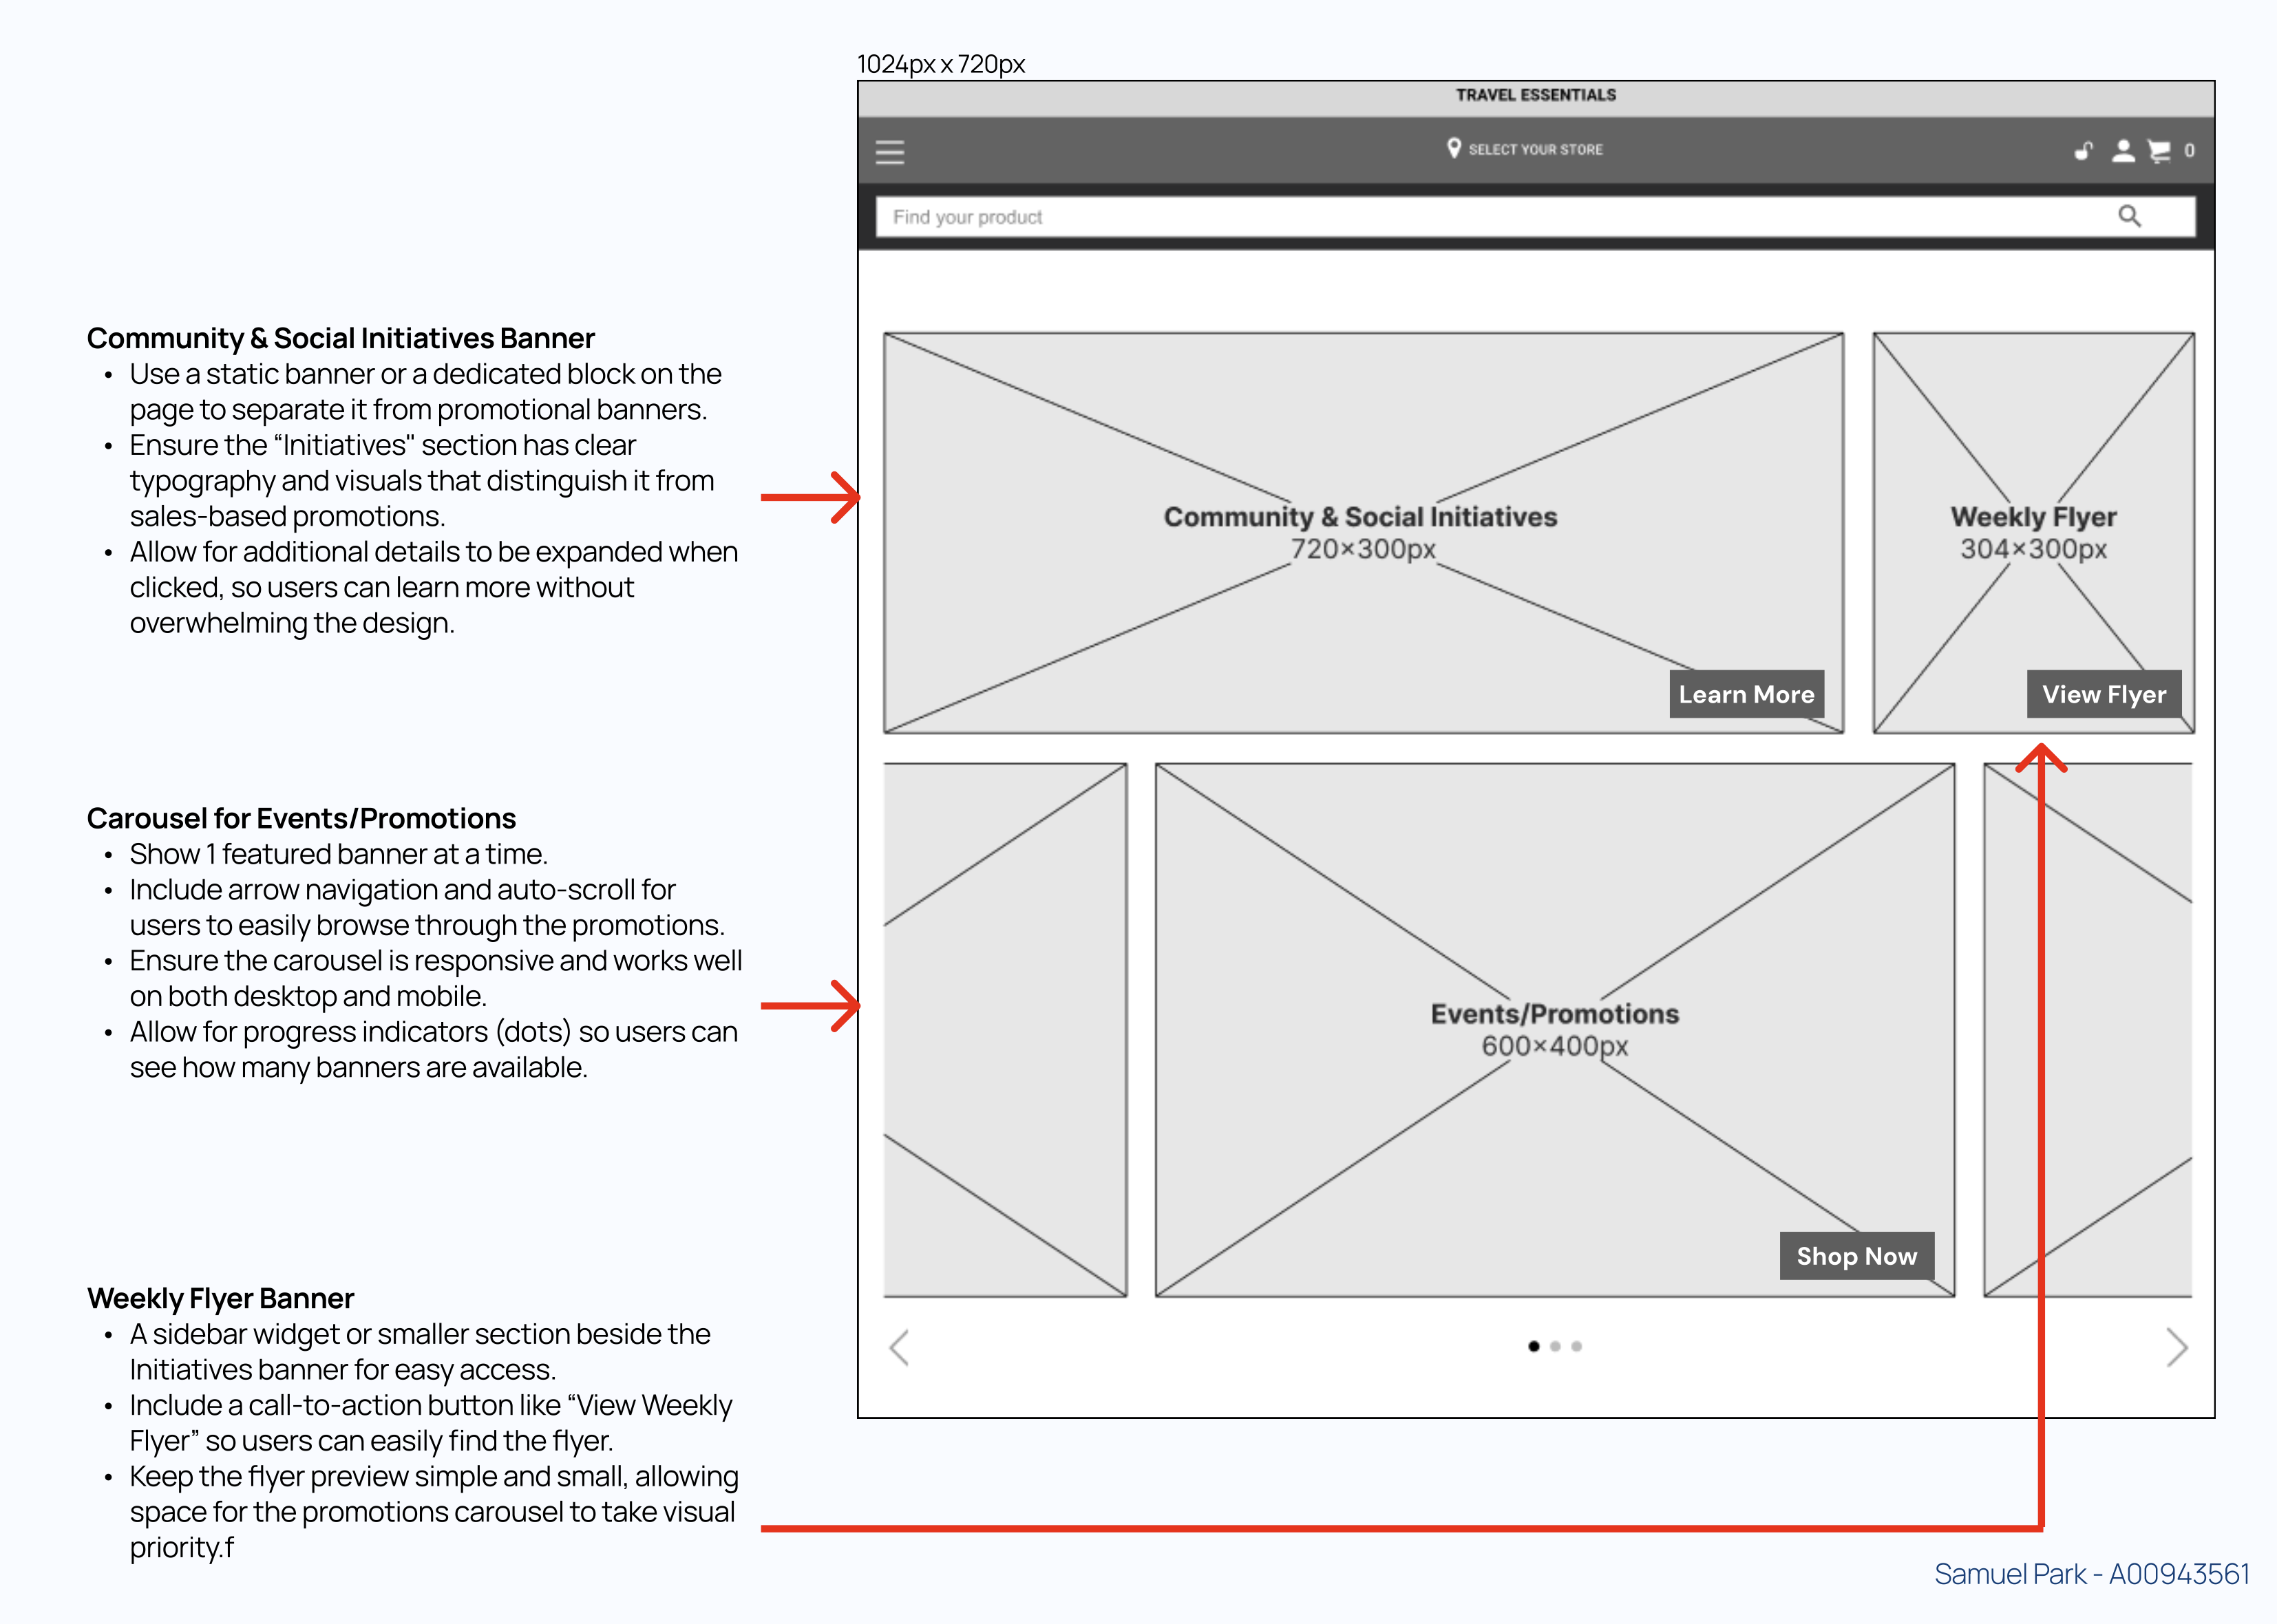 1024px x 720px
TRAVEL ESSENTIALS
SELECT YOUR STORE
0
Find your product
Community & Social Initiatives Banner
• Use a static banner or a dedicated block on the
page to separate it from promotional banners.
• Ensure the “Initiatives" section has clear
typography and visuals that distinguish it from
sales-based promotions.
• Allow for additional details to be expanded when
clicked, so users can learn more without
overwhelming the design.
Community & Social Initiatives
720×300px
Learn More
Weekly Flyer
304×300px
View Flyer
Carousel for Events/Promotions
• Show 1 featured banner at a time.
• Include arrow navigation and auto-scroll for
users to easily browse through the promotions.
• Ensure the carousel is responsive and works well
on both desktop and mobile.
• Allow for progress indicators (dots) so users can
see how many banners are available.
Events/Promotions
600×400px
Shop Now
Weekly Flyer Banner
• A sidebar widget or smaller section beside the
Initiatives banner for easy access.
• Include a call-to-action button like “View Weekly
Flyer” so users can easily find the flyer.
• Keep the flyer preview simple and small, allowing
space for the promotions carousel to take visual
priority.f
Samuel Park - A00943561